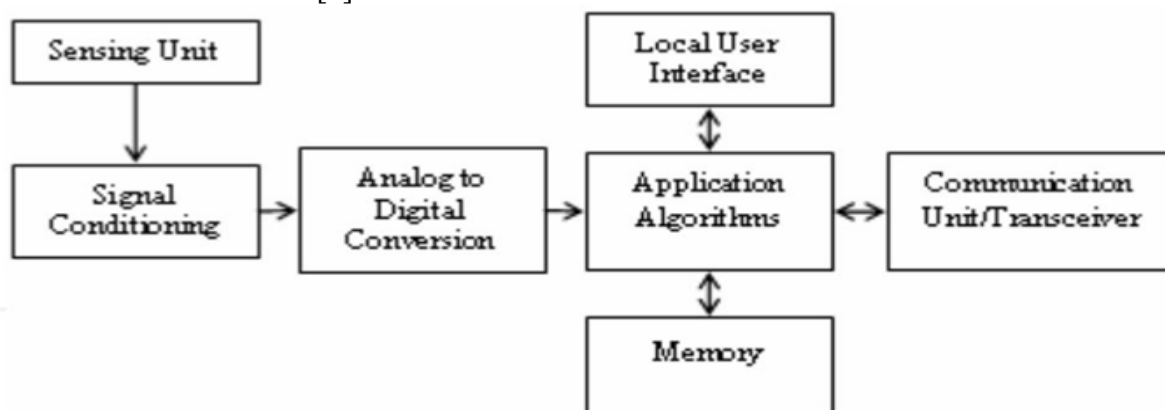 Sensing Unit
Local User
Interface
Signal
Conditioning
Analog to
Digital
Conversion
Application
Algorithms
Communication
Unit/Transceiver
Memory